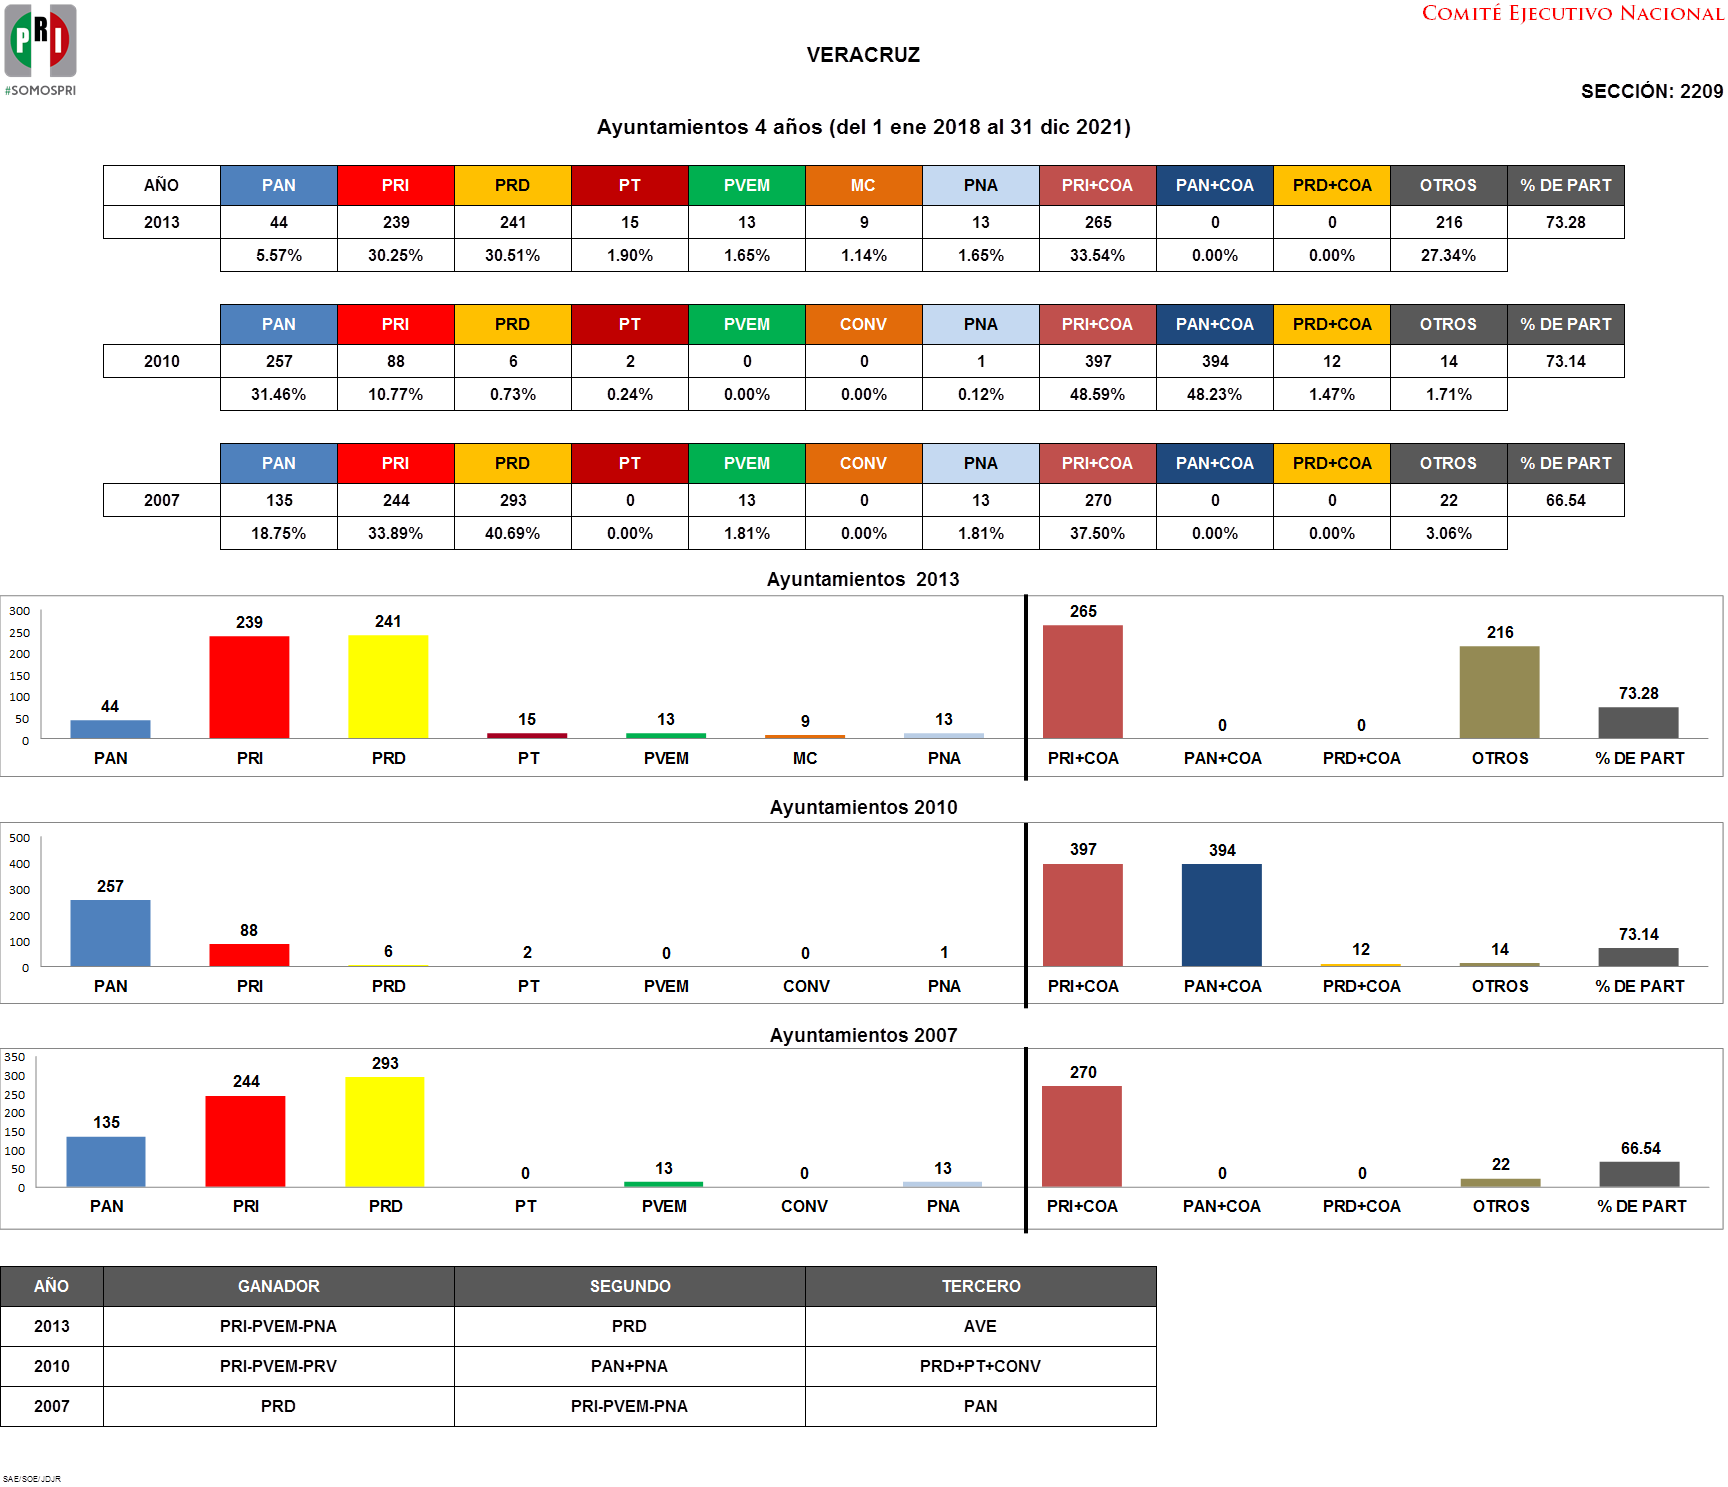 PRI
#SOMOSPRI
COMITÉ EJECUTIVO NACIONAL
VERACRUZ
SECCIÓN: 2209
Ayuntamientos 4 años (del 1 ene 2018 al 31 dic 2021)
AÑO PAN PRI PRD PT PVEM MC PNA PRI+COA PAN+COA PRD+COA OTROS % DE PART
2013 44 239 241 15 13 9 13 265 0 0 216 73.28
5.57% 30.25% 30.51% 1.90% 1.65% 1.14% 1.65% 33.54% 0.00% 0.00% 27.34%
PAN PRI PRD PT PVEM CONV PNA PRI+COA PAN+COA PRD+COA OTROS % DE PART
2010 257 88 6 2 0 0 1 397 394 12 14 73.14
31.46% 10.77% 0.73% 0.24% 0.00% 0.00% 0.12% 48.59% 48.23% 1.47% 1.71%
PAN PRI PRD PT PVEM CONV PNA PRI+COA PAN+COA PRD+COA OTROS % DE PART
2007 135 244 293 0 13 0 13 270 0 0 22 66.54
18.75% 33.89% 40.69% 0.00% 1.81% 0.00% 1.81% 37.50% 0.00% 0.00% 3.06%
Ayuntamientos 2013
300
250
200
150
100
50
0
44 239 241 15 13 9 13 265 0 0 216 73.28
PAN PRI PRD PT PVEM MC PNA PRI+COA PAN+COA PRD+COA OTROS % DE PART
Ayuntamientos 2010
500
400
300
200
100
0
257 88 6 2 0 0 1 397 394 12 14 73.14
PAN PRI PRD PT PVEM CONV PNA PRI+COA PAN+COA PRD+COA OTROS % DE PART
Ayuntamientos 2007
350
300
250
200
150
100
50
0
135 244 293 0 13 0 13 270 0 0 22 66.54
PAN PRI PRD PT PVEM CONV PNA PRI+COA PAN+COA PRD+COA OTROS % DE PART
AÑO GANADOR SEGUNDO TERCERO
2013 PRI-PVEM-PNA PRD AVE
2010 PRI-PVEM-PRV PAN+PNA PRD+PT+CONV
2007 PRD PRI-PVEM-PNA PAN
SAE/SOE/JDJR